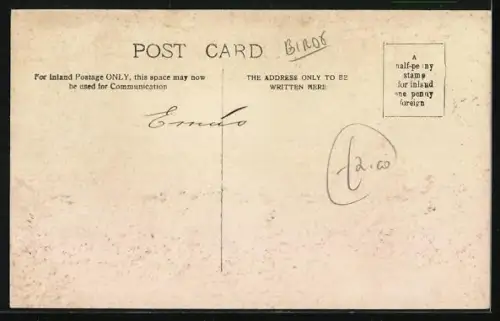 POST CARD
BIRDS
For Inland Postage ONLY, this space may now
be used for Communication
THE ADDRESS ONLY TO BE
WRITTEN HERE
A
half-penny
stamp
for inland
one penny
foreign
Emus
£2.00